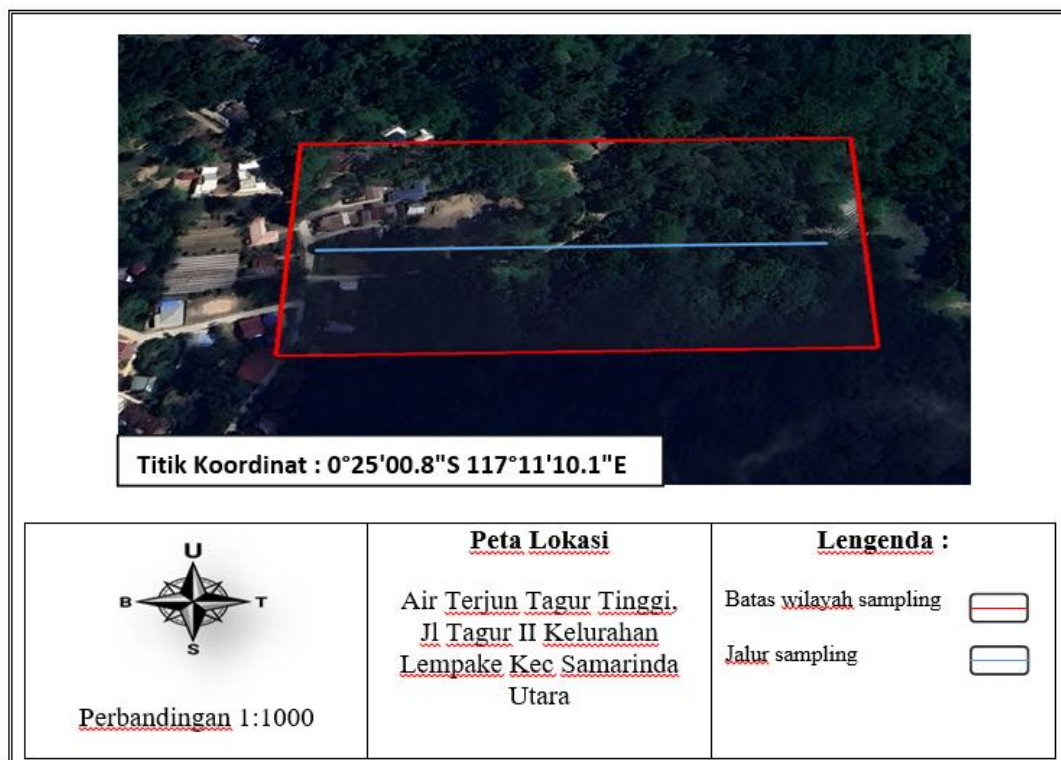 Titik Koordinat : 0°25'00.8"S 117°11'10.1"E
U
B T
S
Perbandingan 1:1000
Peta Lokasi
Air Terjun Tagur Tinggi,
Jl Tagur II Kelurahan
Lempake Kec Samarinda
Utara
Lengenda :
Batas wilayah sampling
Jalur sampling